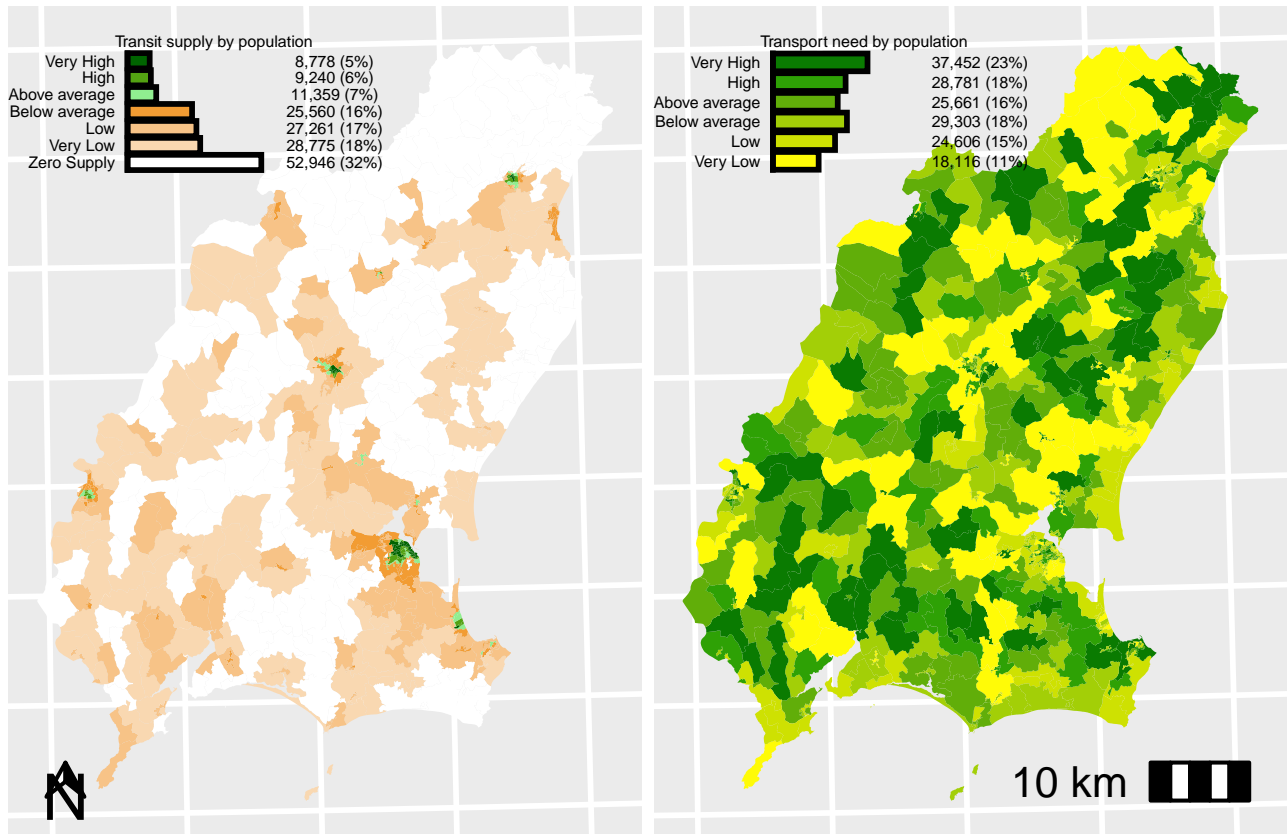 Transit supply by population
Very High 8,778 (5%)
High 9,240 (6%)
Above average 11,359 (7%)
Below average 25,560 (16%)
Low 27,261 (17%)
Very Low 28,775 (18%)
Zero Supply 52,946 (32%)
Transport need by population
Very High 37,452 (23%)
High 28,781 (18%)
Above average 25,661 (16%)
Below average 29,303 (18%)
Low 24,606 (15%)
Very Low 18,116 (11%)
N
10 km